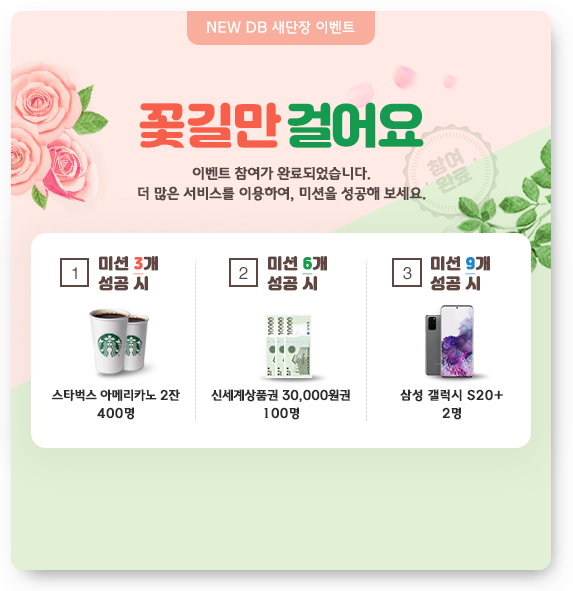 NEW DB 새단장 이벤트
꽃길만 걸어요
참여
완료
이벤트 참여가 완료되었습니다.
더 많은 서비스를 이용하여, 미션을 성공해 보세요.
1
미션 3개
성공 시
스타벅스 아메리카노 2잔
400명
2
미션 6개
성공 시
신세계상품권 30,000원권
100명
3
미션 9개
성공 시
삼성 갤럭시 S20+
2명